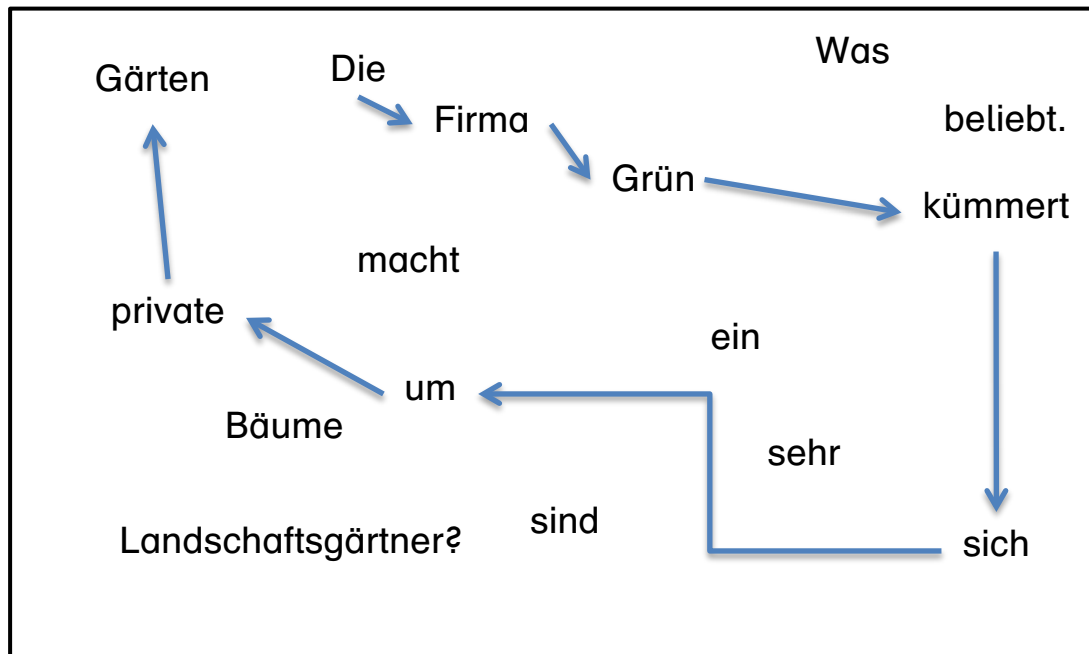 Was
Die
Gärten
beliebt.
Firma
Grün
kümmert
macht
private
ein
um
Bäume
sehr
sind
Landschaftsgärtner?
sich